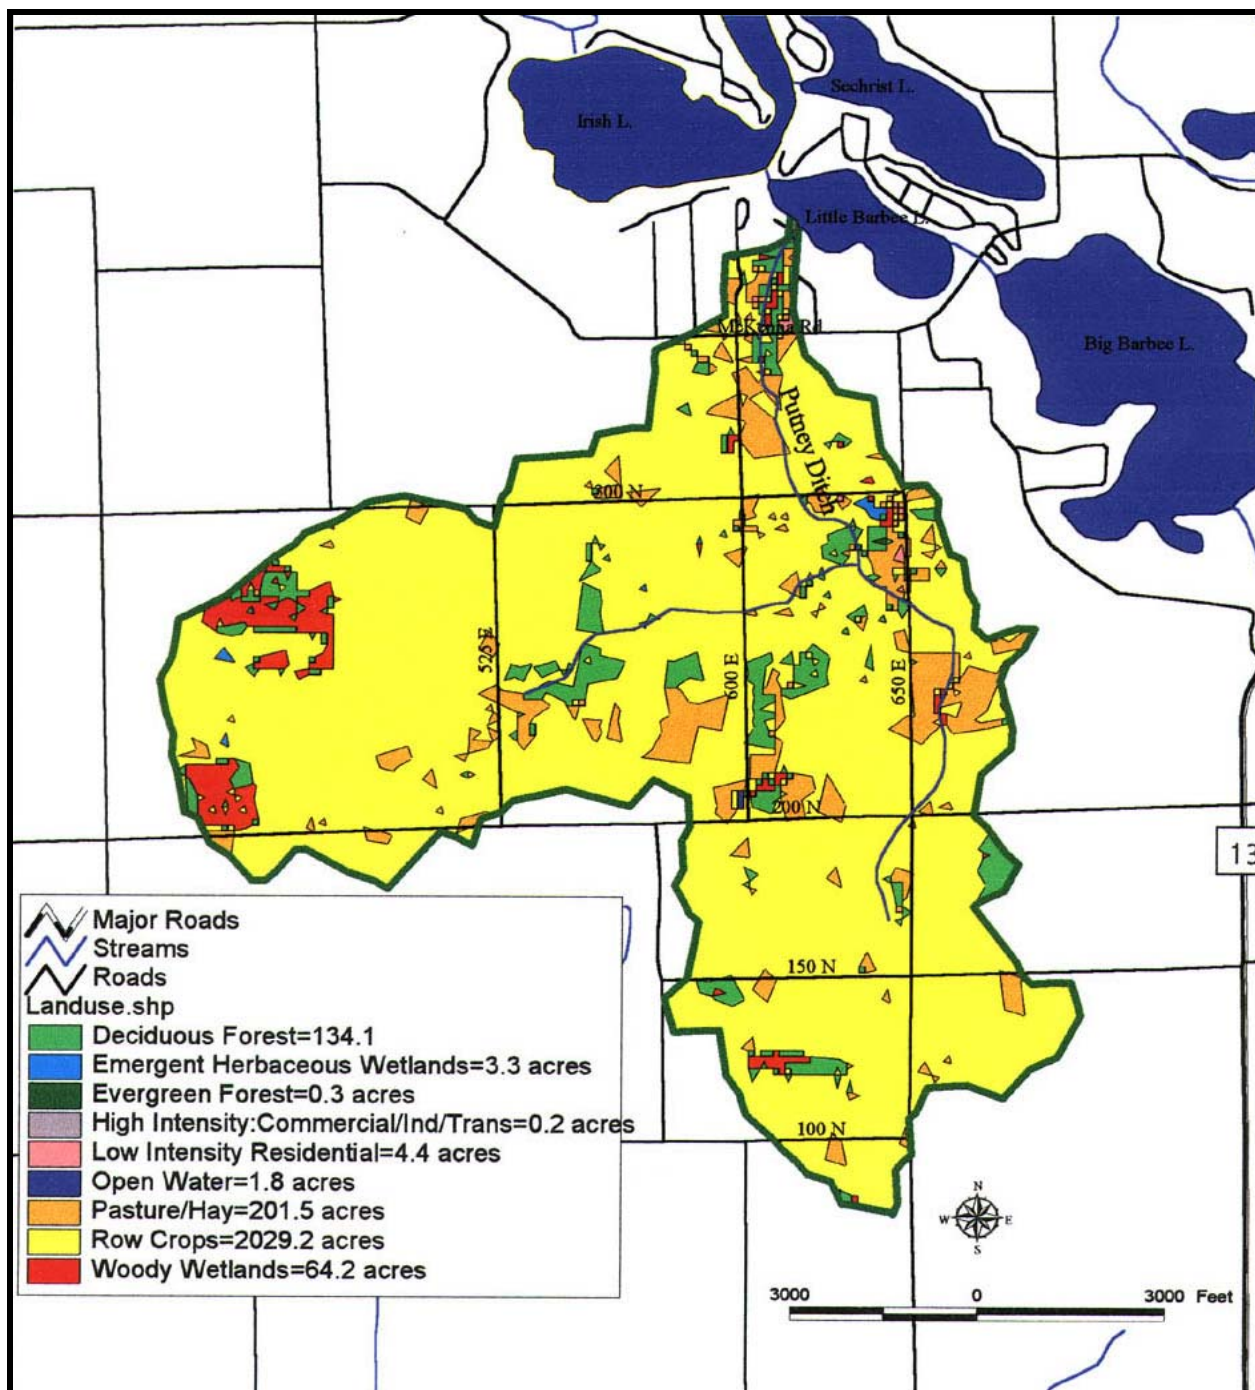 Sechrist L.
Irish L.
Little Barbee L.
McKenna Rd
Big Barbee L.
Putney Ditch
300 N
525 E
600 E
650 E
200 N
13
150 N
100 N
Major Roads
Streams
Roads
Landuse.shp
Deciduous Forest=134.1
Emergent Herbaceous Wetlands=3.3 acres
Evergreen Forest=0.3 acres
High Intensity:Commercial/Ind/Trans=0.2 acres
Low Intensity Residential=4.4 acres
Open Water=1.8 acres
Pasture/Hay=201.5 acres
Row Crops=2029.2 acres
Woody Wetlands=64.2 acres
N
W E
S
3000 0 3000 Feet